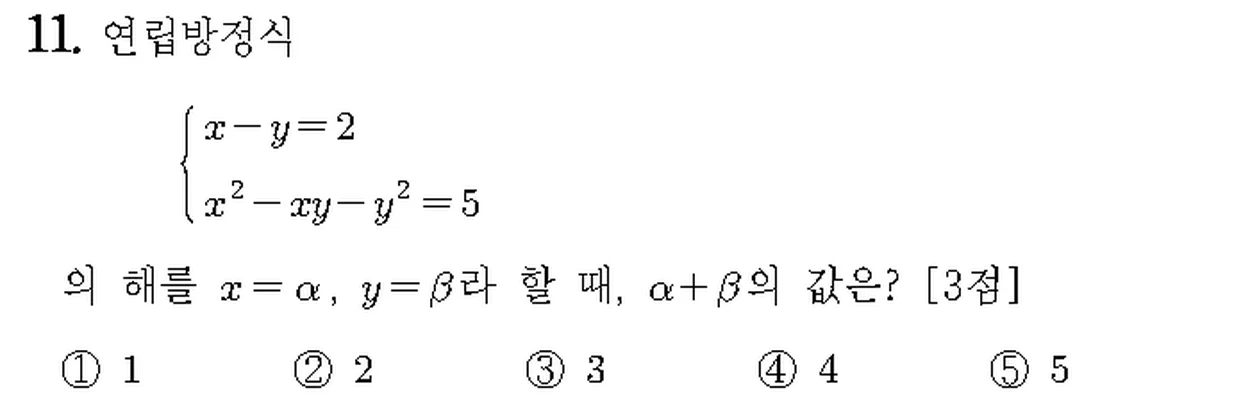 11. 연립방정식
x-y=2
x²-xy-y²=5
의 해를 x=α, y=β라 할 때, α+β의 값은? [3점]
① 1 ② 2 ③ 3 ④ 4 ⑤ 5